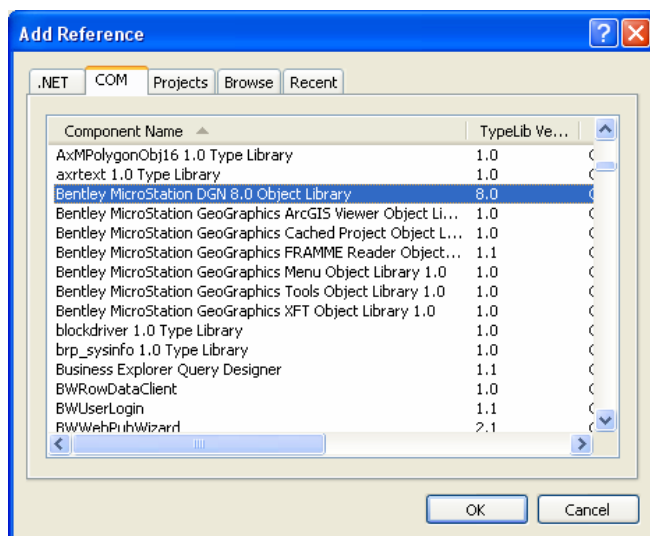 Add Reference
.NET COM Projects Browse Recent
Component Name TypeLib Ve...
AxMPolygonObj16 1.0 Type Library 1.0
axrtext 1.0 Type Library 1.0
Bentley MicroStation DGN 8.0 Object Library 8.0
Bentley MicroStation GeoGraphics ArcGIS Viewer Object Li... 1.0
Bentley MicroStation GeoGraphics Cached Project Object L... 1.0
Bentley MicroStation GeoGraphics FRAMME Reader Object... 1.1
Bentley MicroStation GeoGraphics Menu Object Library 1.0 1.0
Bentley MicroStation GeoGraphics Tools Object Library 1.0 1.0
Bentley MicroStation GeoGraphics XFT Object Library 1.0 1.0
blockdriver 1.0 Type Library 1.0
brp_sysinfo 1.0 Type Library 1.0
Business Explorer Query Designer 1.1
BWRowDataClient 1.0
BWUserLogin 1.1
BWWebPubWizard 2.1
OK Cancel